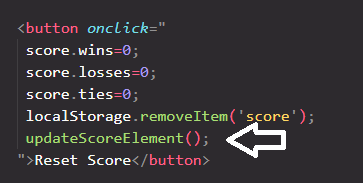 <button onclick="
score.wins=0;
score.losses=0;
score.ties=0;
localStorage.removeItem('score');
updateScoreElement();
">Reset Score</button>